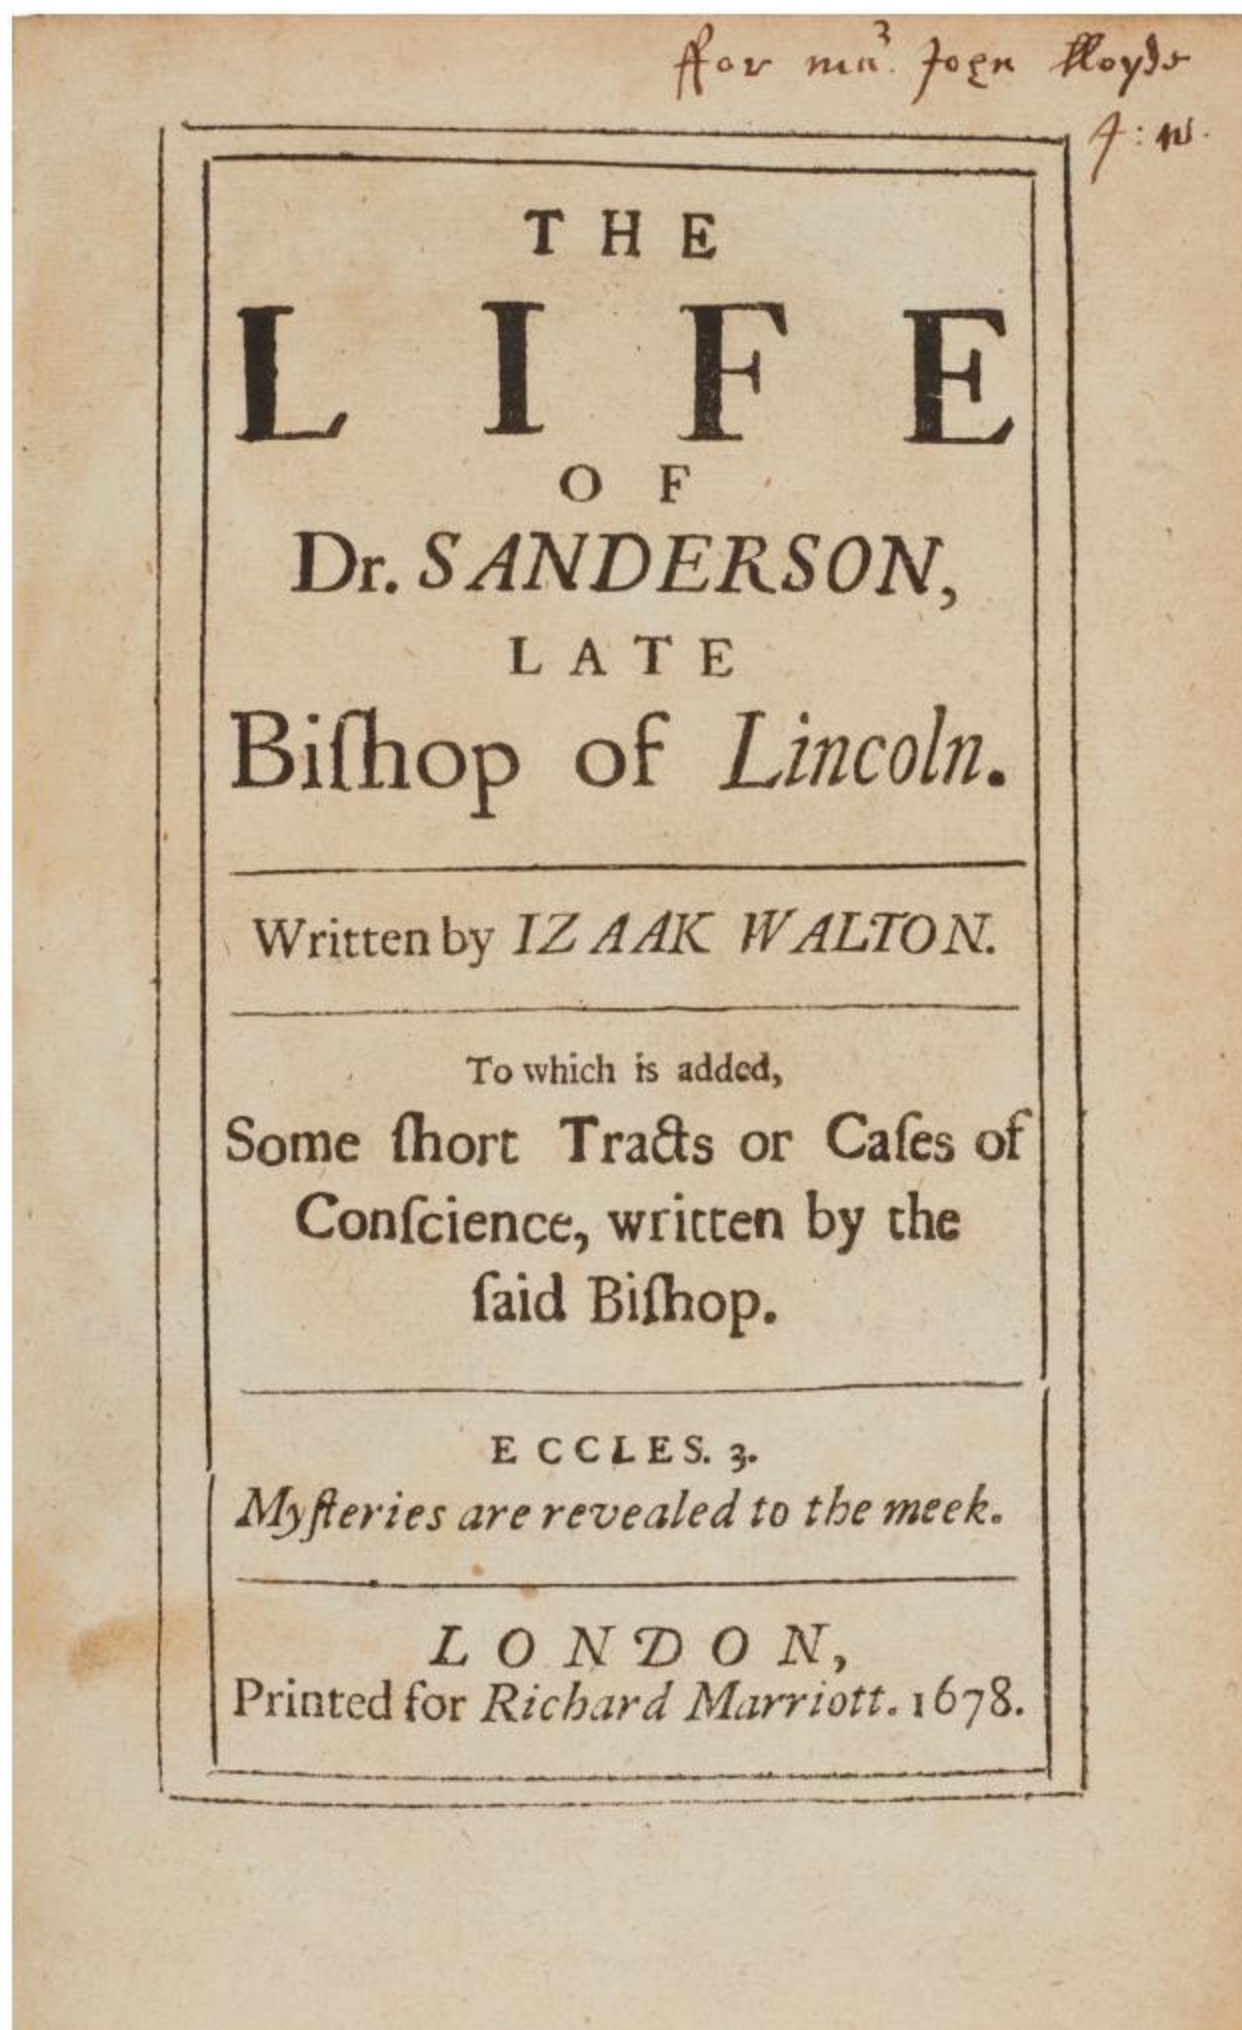 ffor mr. John lloyde
J: W.
THE
LIFE
OF
Dr. SANDERSON,
LATE
Biſhop of Lincoln.
Written by IZAAK WALTON.
To which is added,
Some ſhort Tracts or Caſes of
Conſcience, written by the
ſaid Biſhop.
ECCLES. 3.
Myſteries are revealed to the meek.
LONDON,
Printed for Richard Marriott. 1678.